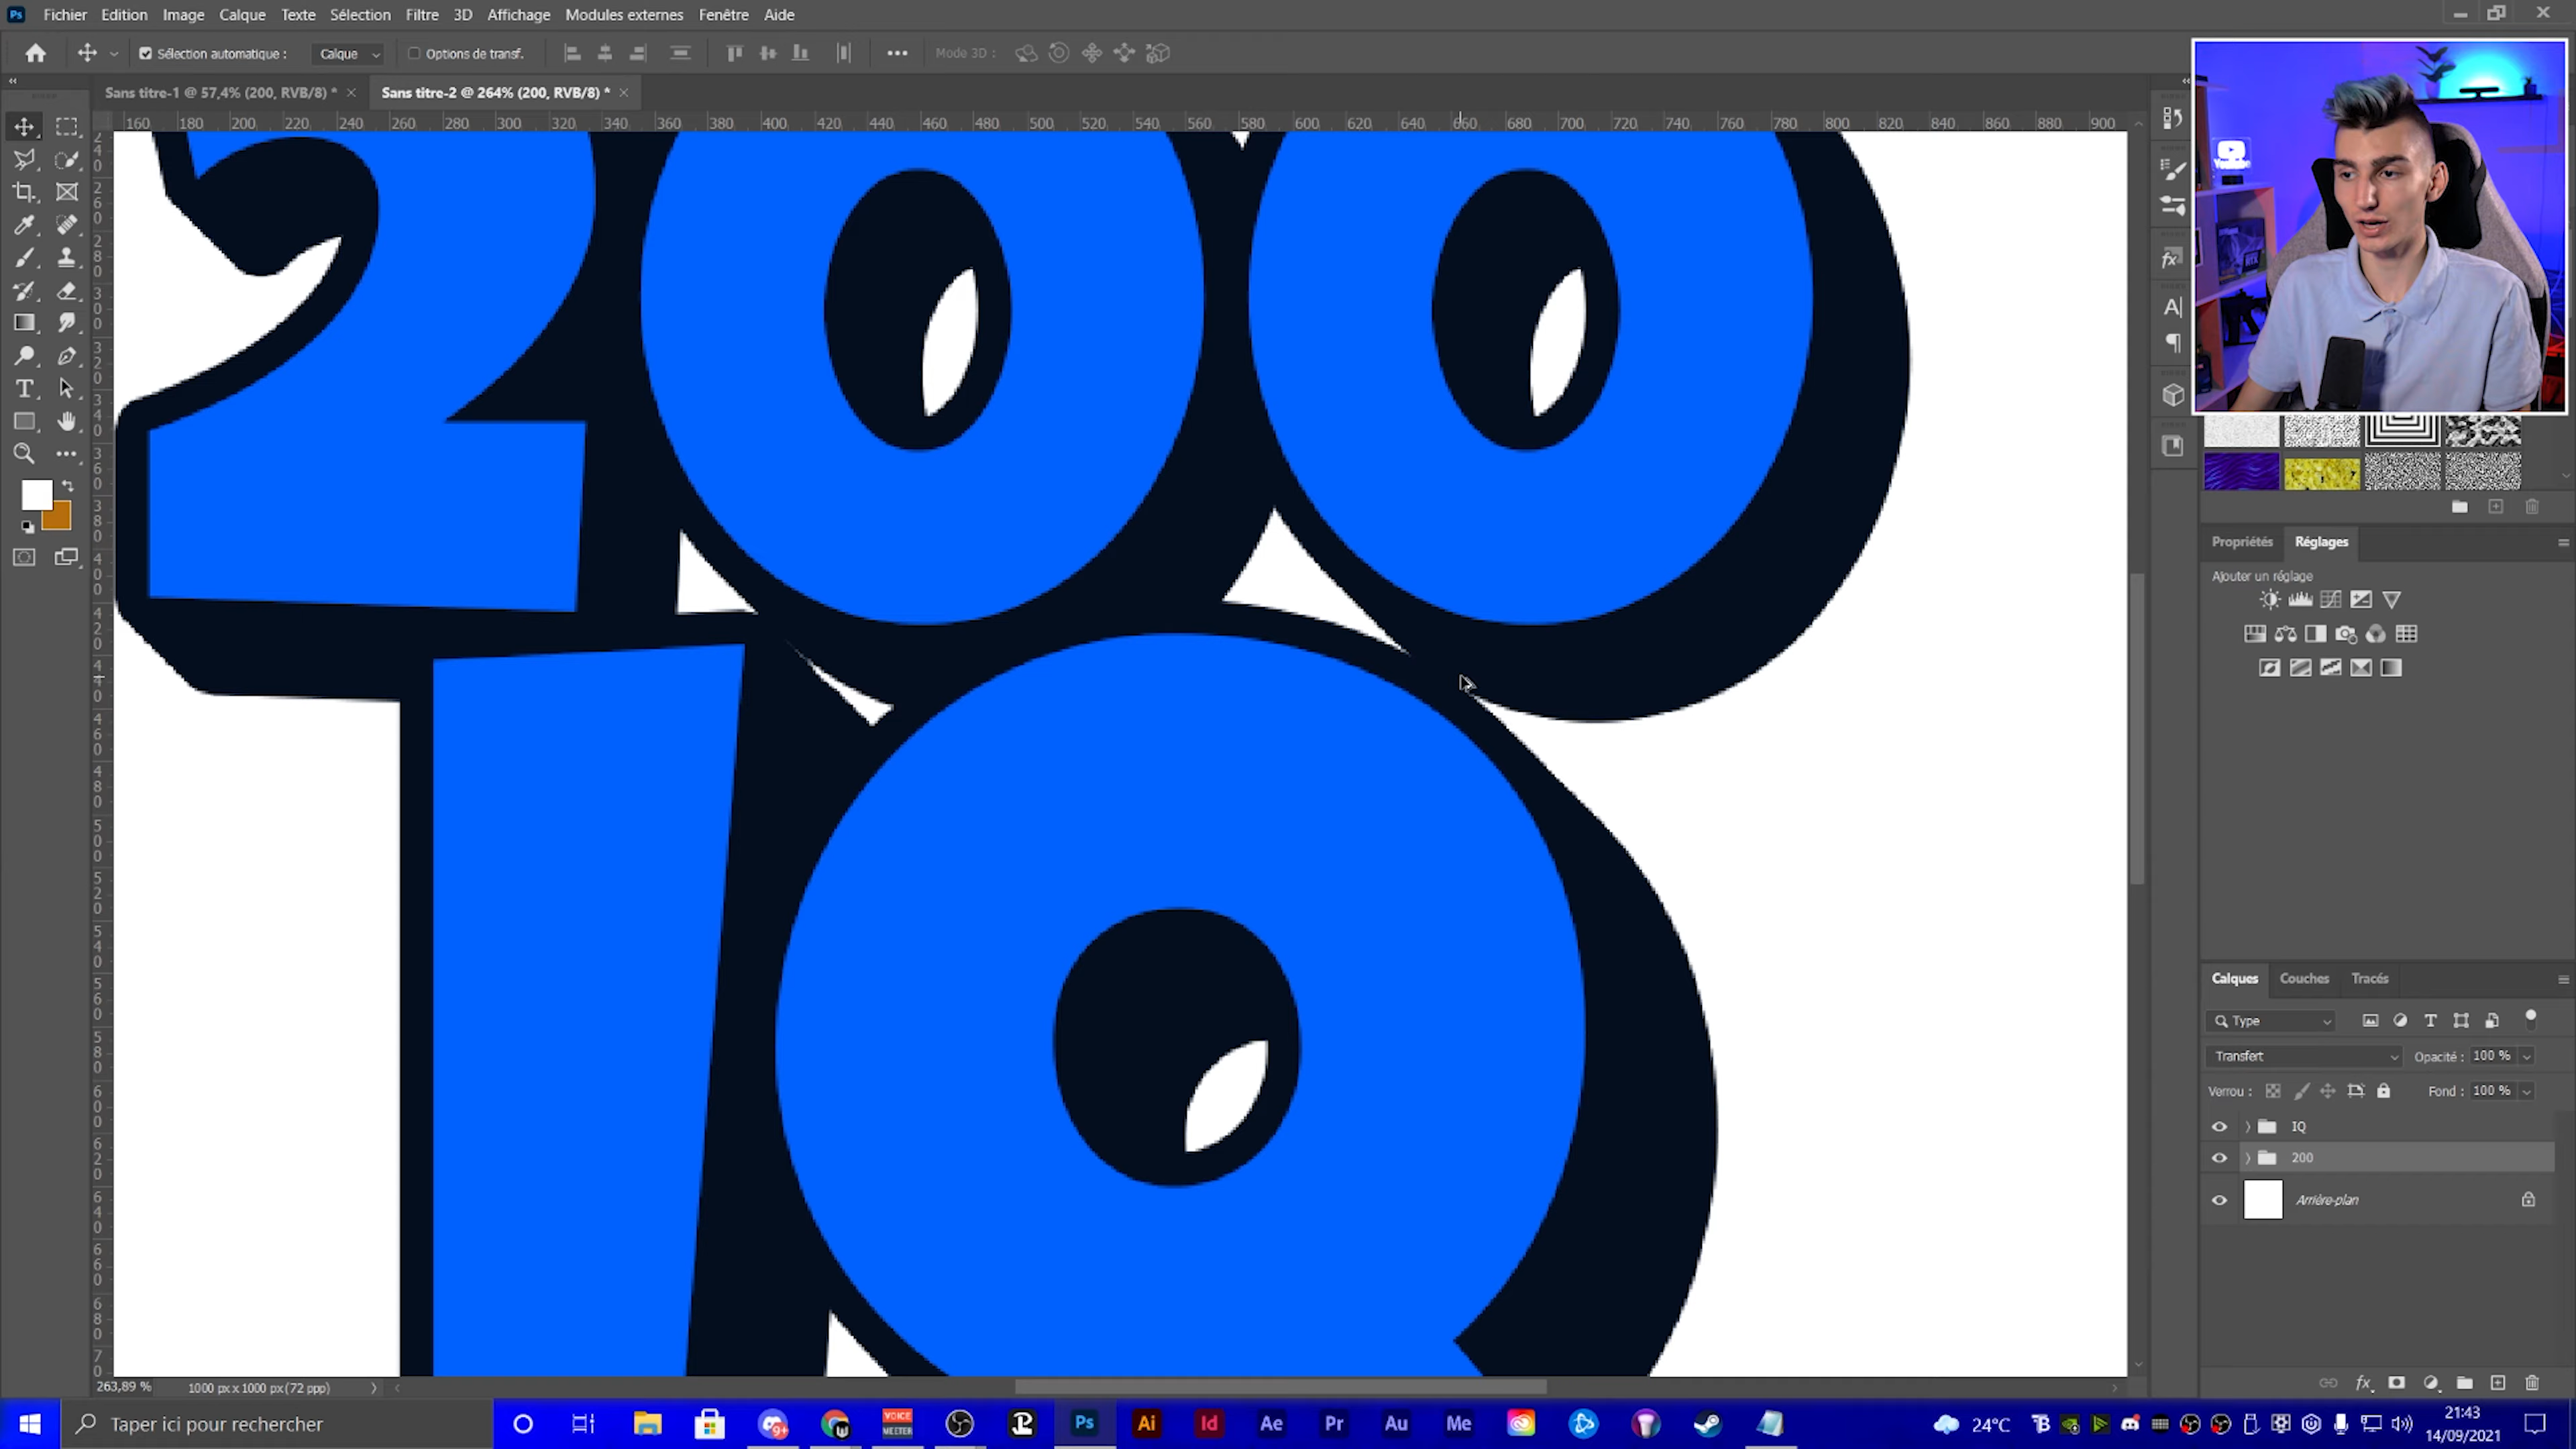 Ps Fichier Edition Image Calque Texte Sélection Filtre 3D Affichage Modules externes Fenêtre Aide
Sélection automatique : Calque Options de transf. ••• Mode 3D :
Sans titre-1 @ 57,4% (200, RVB/8) * × Sans titre-2 @ 264% (200, RVB/8) * ×
160 180 200 220 240 260 280 300 320 340 360 380 400 420 440 460 480 500 520 540 560 580 600 620 640 660 680 700 720 740 760 780 800 820 840 860 880 900
200
IQ
Propriétés Réglages
Ajouter un réglage
Calques Couches Tracés
Type
Transfert Opacité : 100 %
Verrou : Fond : 100 %
IQ
200
Arrière-plan
263,89 % 1000 px x 1000 px (72 ppp)
Taper ici pour rechercher
VOICE MEETER
9+
Ps Ai Id Ae Pr Au Me
24°C
21:43
14/09/2021